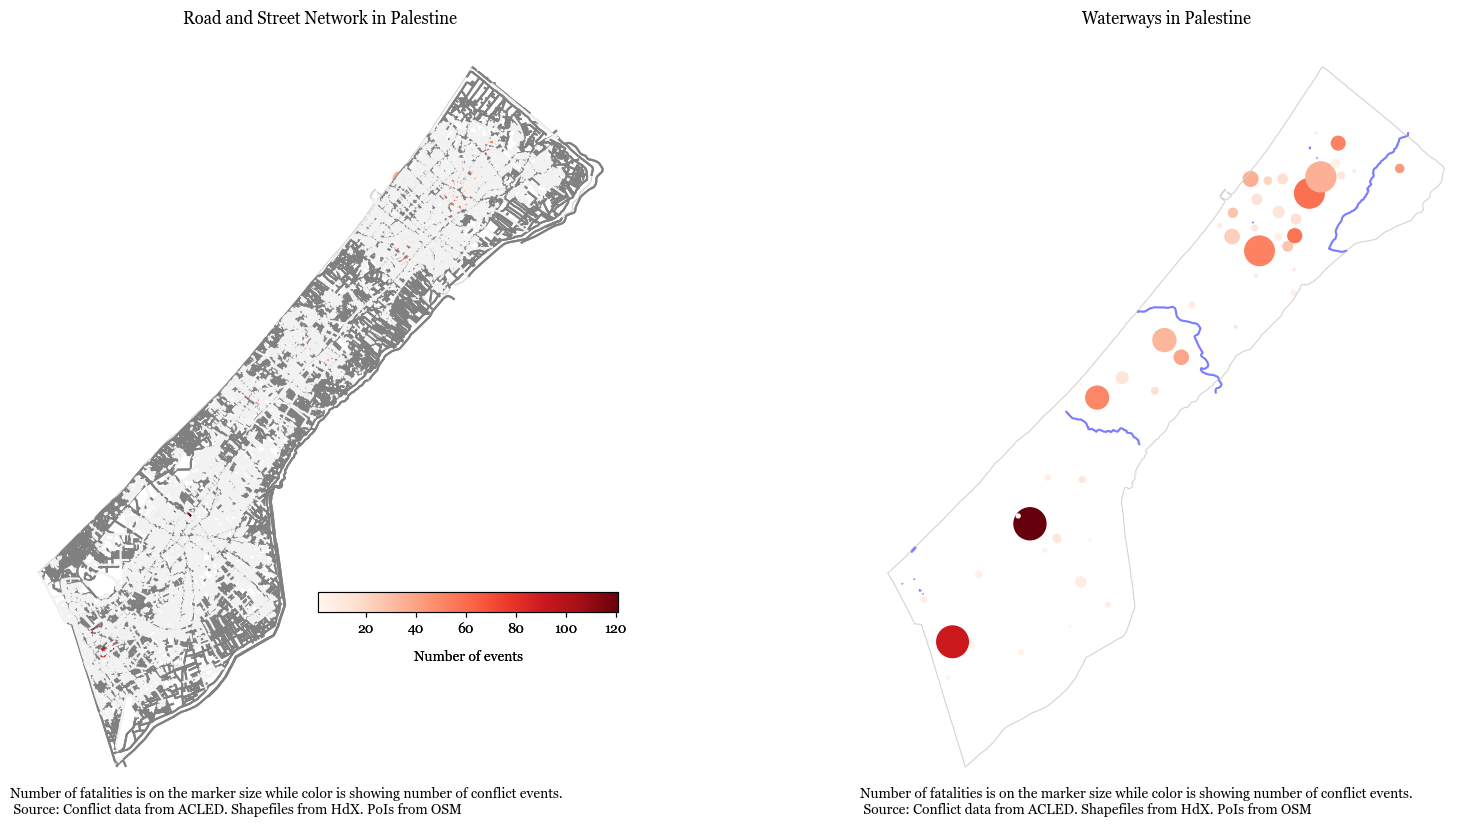 Road and Street Network in Palestine
Waterways in Palestine
20 40 60 80 100 120
Number of events
Number of fatalities is on the marker size while color is showing number of conflict events.
Source: Conflict data from ACLED. Shapefiles from HdX. PoIs from OSM
Number of fatalities is on the marker size while color is showing number of conflict events.
Source: Conflict data from ACLED. Shapefiles from HdX. PoIs from OSM